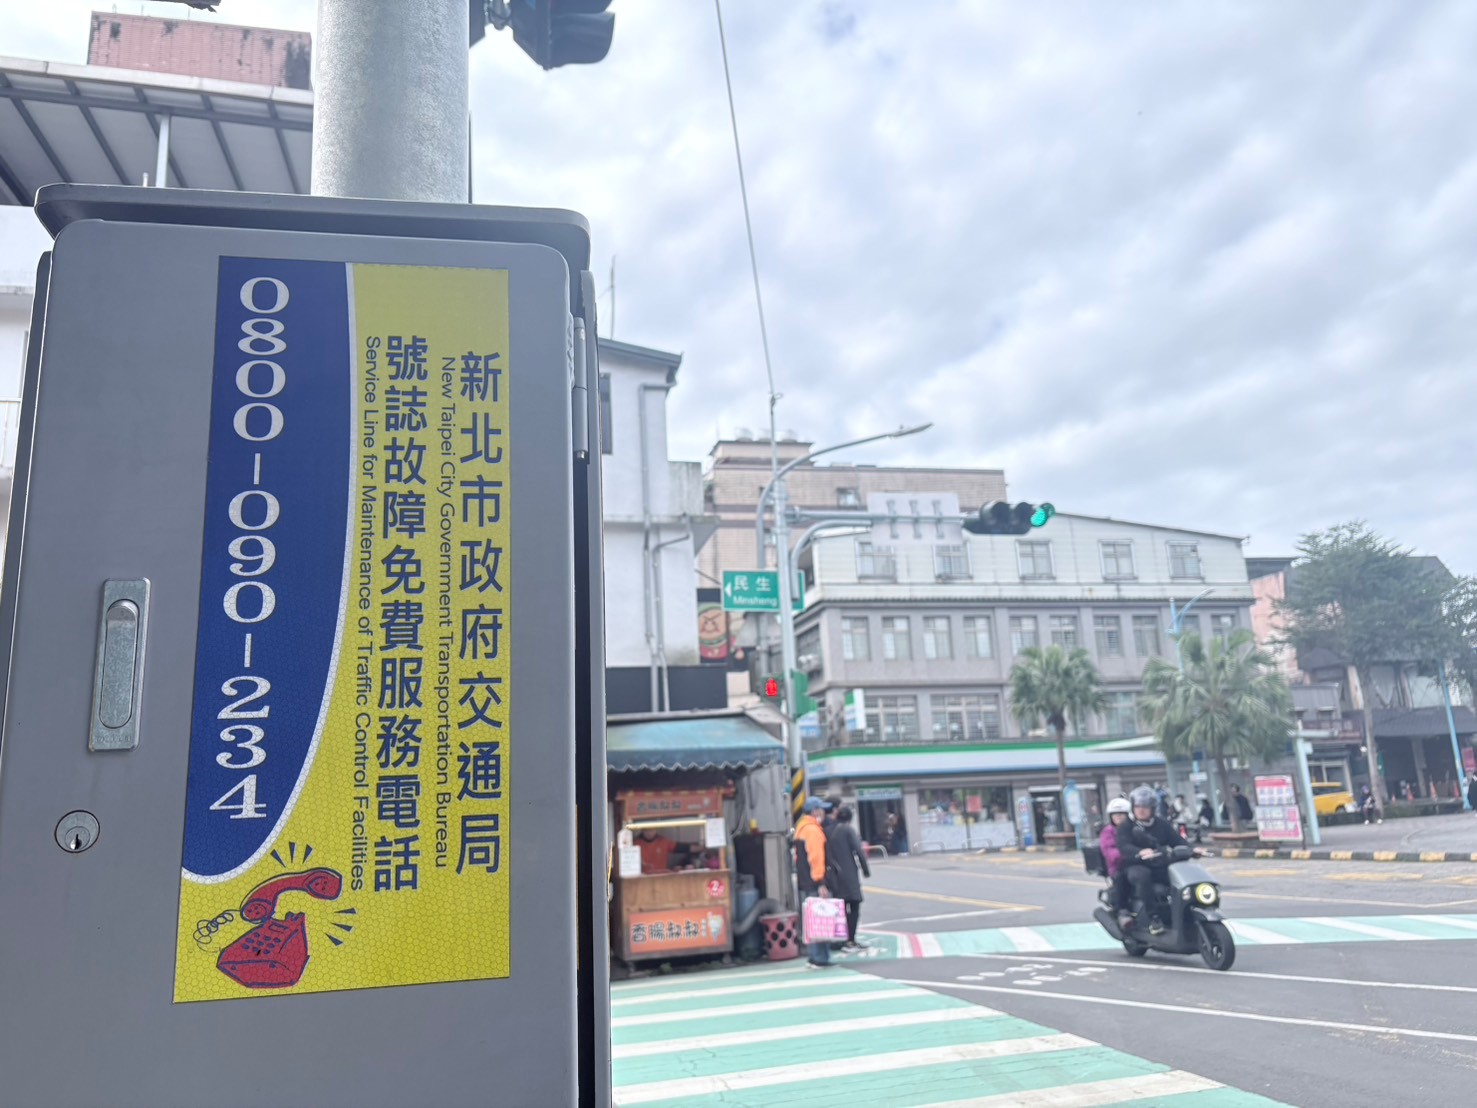 新北市政府交通局
New Taipei City Government Transportation Bureau
號誌故障免費服務電話
Service Line for Maintenance of Traffic Control Facilities
0800-090-234
民生
Minsheng